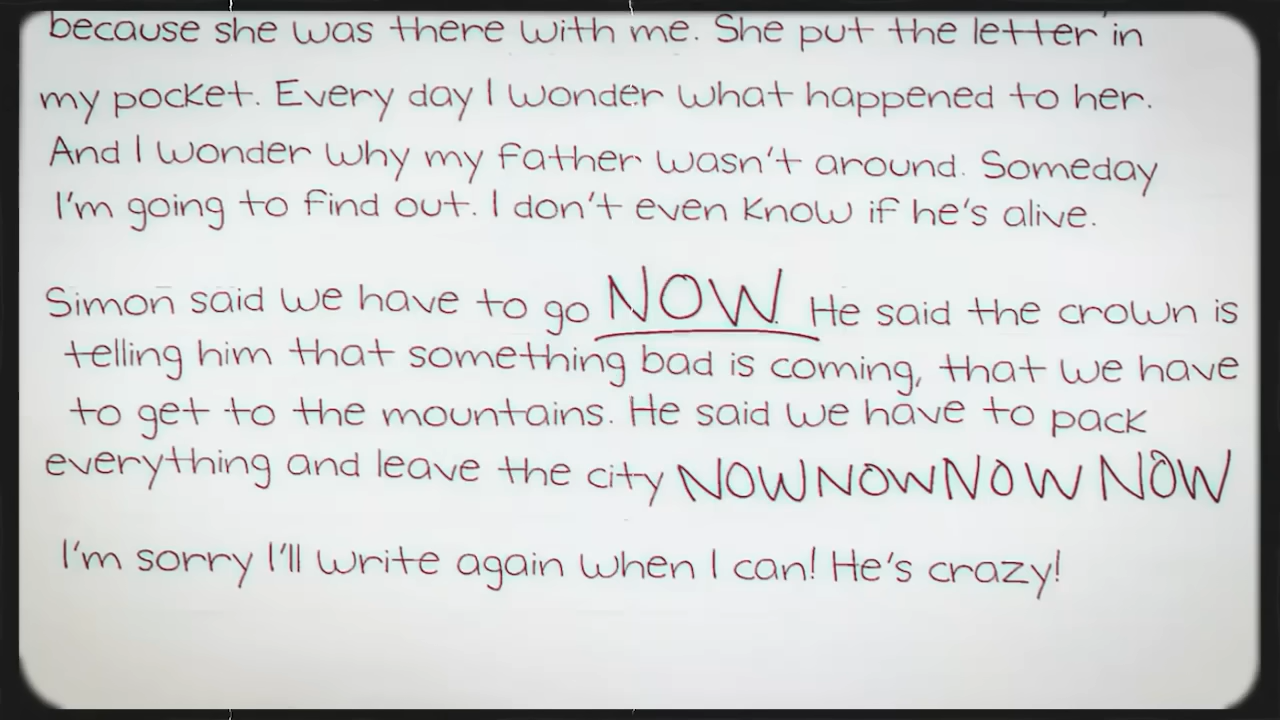 because she was there with me. She put the letter in
my pocket. Every day I wonder what happened to her.
And I wonder why my father wasn't around. Someday
I'm going to find out. I don't even know if he's alive.
Simon said we have to go NOW. He said the crown is
telling him that something bad is coming, that we have
to get to the mountains. He said we have to pack
everything and leave the city NOW NOW NOW NOW
I'm sorry I'll write again when I can! He's crazy!